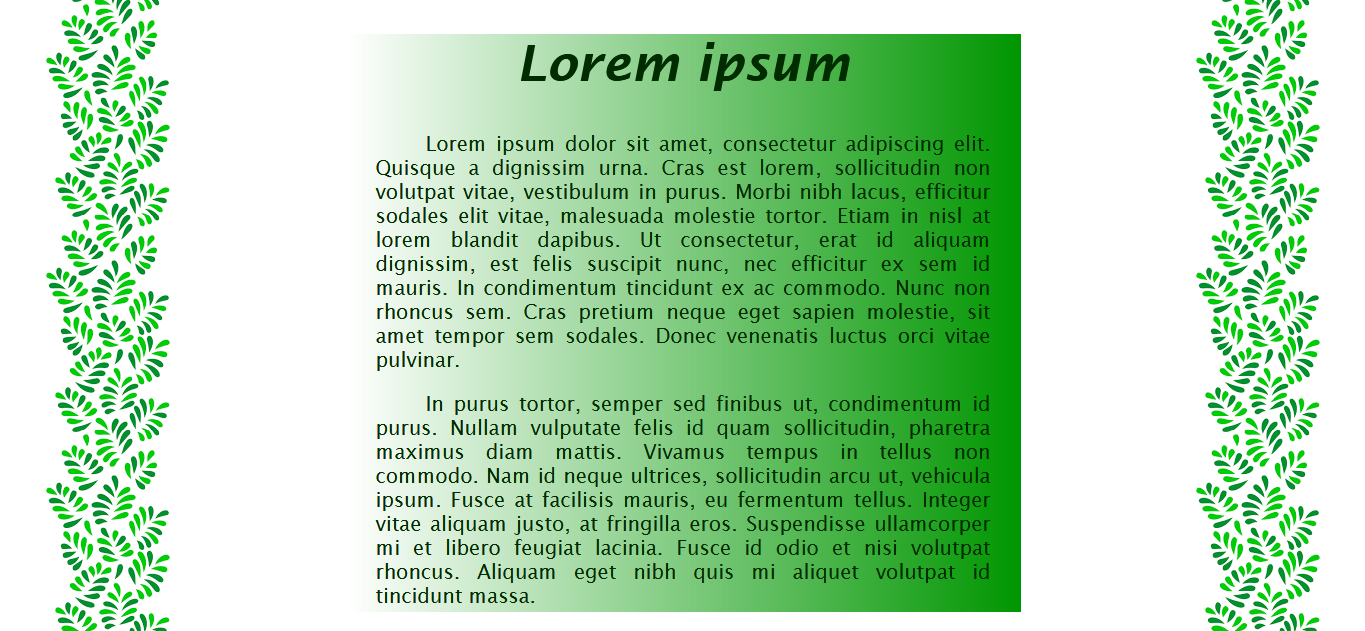 Lorem ipsum
Lorem ipsum dolor sit amet, consectetur adipiscing elit.
Quisque a dignissim urna. Cras est lorem, sollicitudin non
volutpat vitae, vestibulum in purus. Morbi nibh lacus, efficitur
sodales elit vitae, malesuada molestie tortor. Etiam in nisl at
lorem blandit dapibus. Ut consectetur, erat id aliquam
dignissim, est felis suscipit nunc, nec efficitur ex sem id
mauris. In condimentum tincidunt ex ac commodo. Nunc non
rhoncus sem. Cras pretium neque eget sapien molestie, sit
amet tempor sem sodales. Donec venenatis luctus orci vitae
pulvinar.
In purus tortor, semper sed finibus ut, condimentum id
purus. Nullam vulputate felis id quam sollicitudin, pharetra
maximus diam mattis. Vivamus tempus in tellus non
commodo. Nam id neque ultrices, sollicitudin arcu ut, vehicula
ipsum. Fusce at facilisis mauris, eu fermentum tellus. Integer
vitae aliquam justo, at fringilla eros. Suspendisse ullamcorper
mi et libero feugiat lacinia. Fusce id odio et nisi volutpat
rhoncus. Aliquam eget nibh quis mi aliquet volutpat id
tincidunt massa.